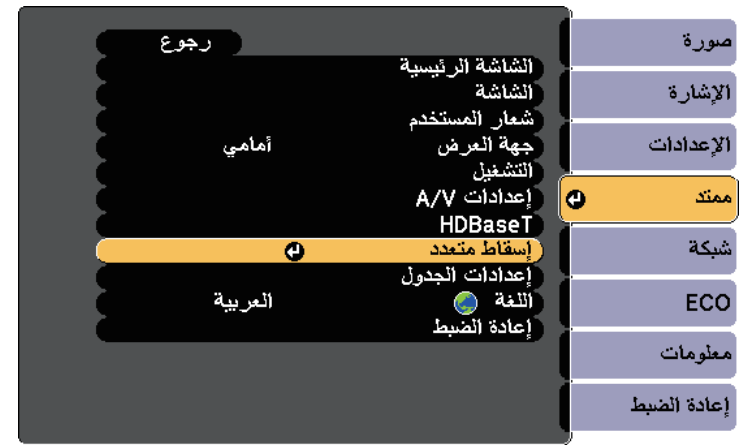 صورة
الإشارة
الإعدادات
ممتد
شبكة
ECO
معلومات
إعادة الضبط
رجوع
الشاشة الرئيسية
الشاشة
شعار المستخدم
جهة العرض أمامي
التشغيل
إعدادات A/V
HDBaseT
إسقاط متعدد
إعدادات الجدول
اللغة العربية
إعادة الضبط